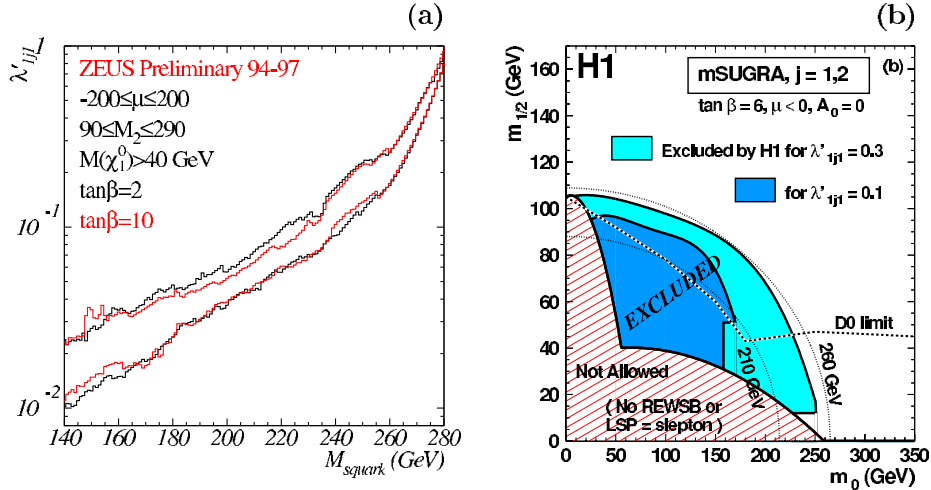 (a)
λ'1j1
1
10⁻¹
10⁻²
ZEUS Preliminary 94-97
-200≤μ≤200
90≤M₂≤290
M(χ₁⁰)>40 GeV
tanβ=2
tanβ=10
140 160 180 200 220 240 260 280
M_squark (GeV)
(b)
m1/2 (GeV)
160
140
120
100
80
60
40
20
0
H1
(b)
mSUGRA, j = 1,2
tan β = 6, μ < 0, A₀ = 0
Excluded by H1 for λ'1j1 = 0.3
for λ'1j1 = 0.1
EXCLUDED
D0 limit
210 GeV
260 GeV
Not Allowed
( No REWSB or
LSP = slepton )
0 50 100 150 200 250 300 350
m₀ (GeV)